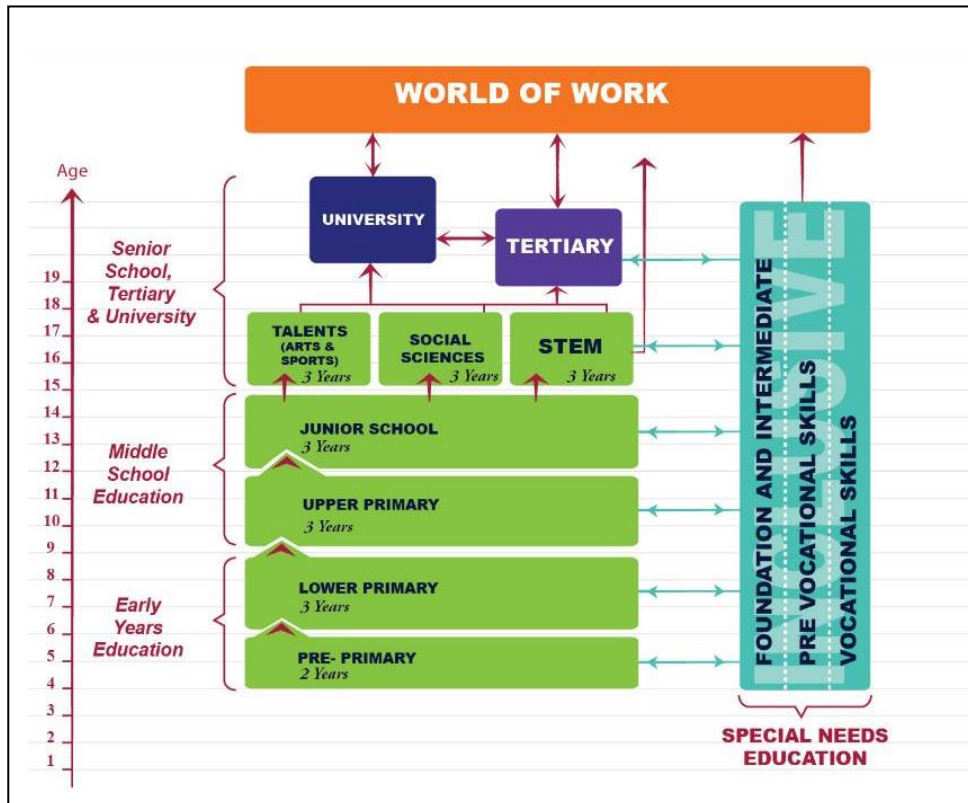 WORLD OF WORK
Age
UNIVERSITY
TERTIARY
Senior
School,
Tertiary
& University
19
18
17
16
15
14
13
12
11
10
9
8
7
6
5
4
3
2
1
TALENTS
(ARTS &
SPORTS)
3 Years
SOCIAL
SCIENCES
3 Years
STEM
3 Years
Middle
School
Education
JUNIOR SCHOOL
3 Years
UPPER PRIMARY
3 Years
Early
Years
Education
LOWER PRIMARY
3 Years
PRE- PRIMARY
2 Years
INCLUSIVE
FOUNDATION AND INTERMEDIATE
PRE VOCATIONAL SKILLS
VOCATIONAL SKILLS
SPECIAL NEEDS
EDUCATION